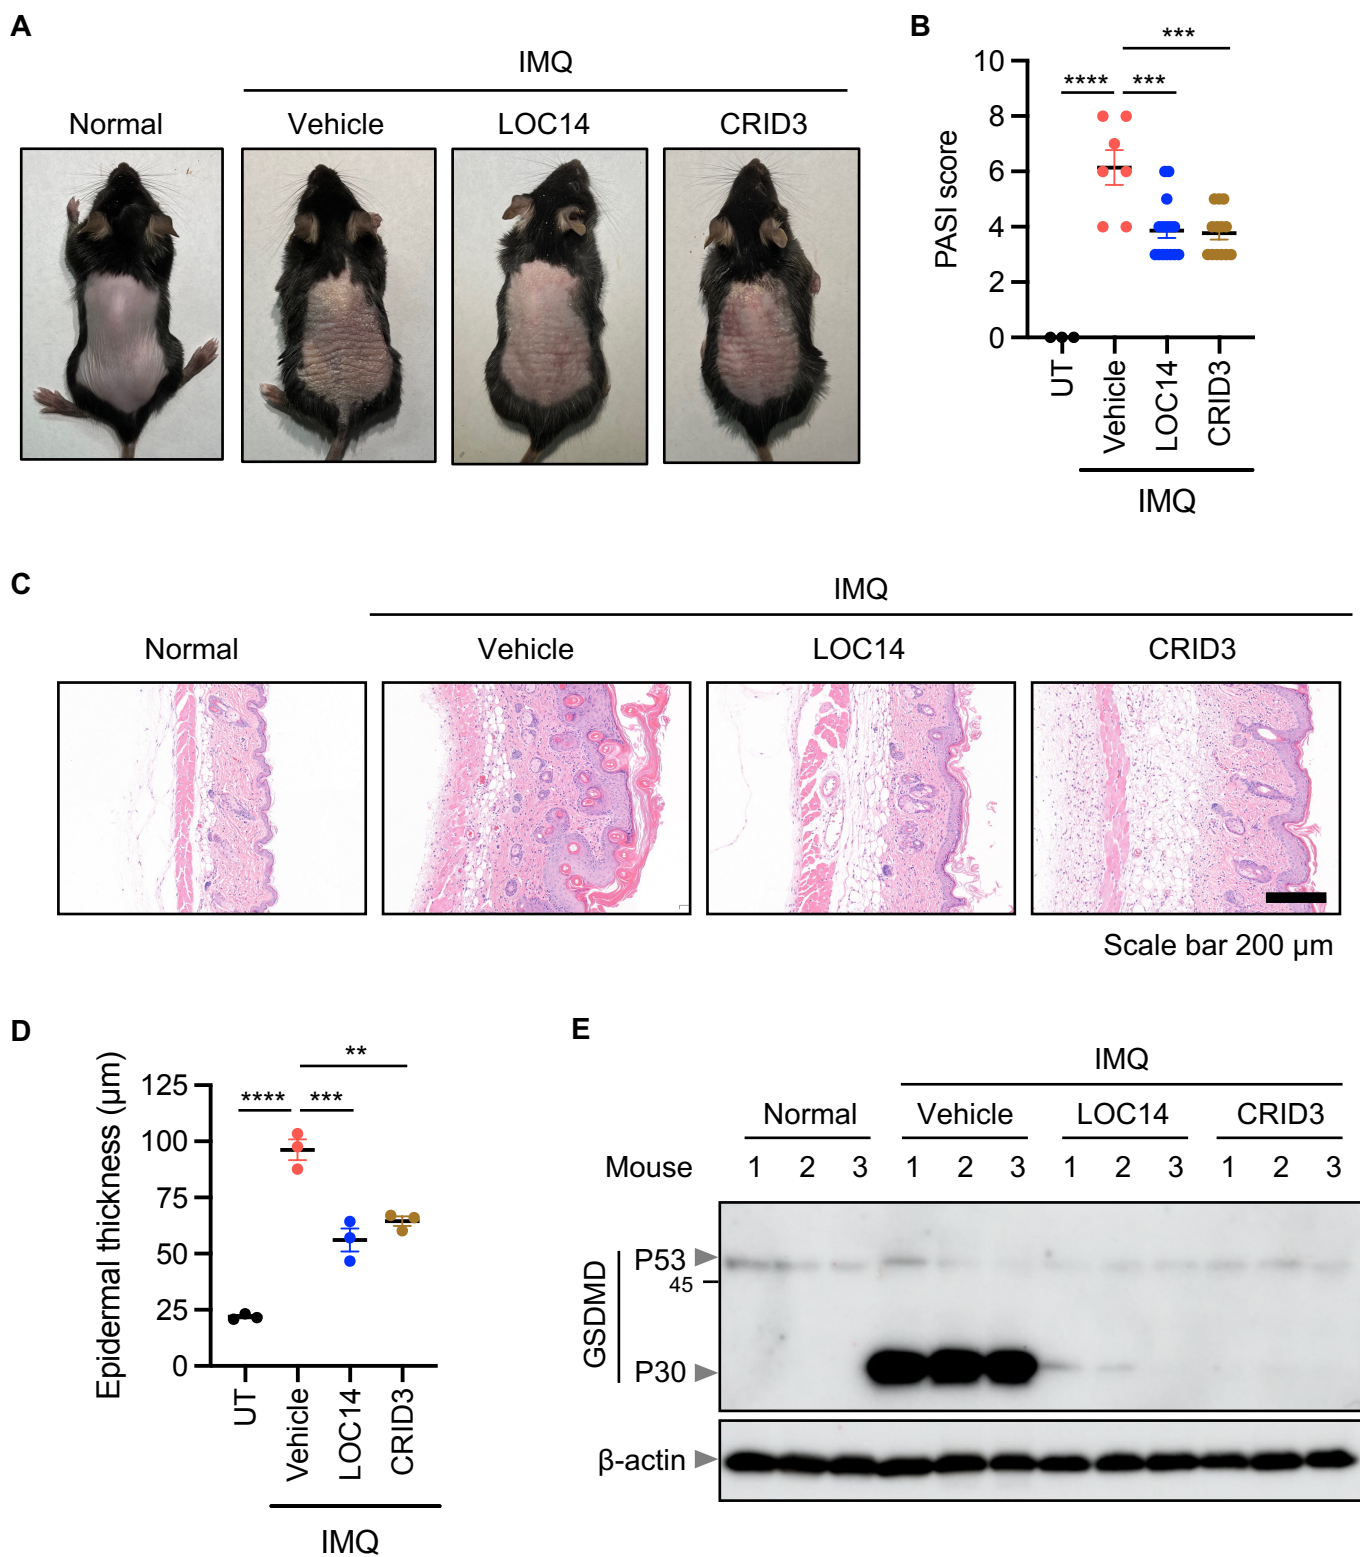 A
IMQ
Normal
Vehicle
LOC14
CRID3
B
***
**** ***
PASI score
10
8
6
4
2
0
UT
Vehicle
LOC14
CRID3
IMQ
C
IMQ
Normal
Vehicle
LOC14
CRID3
Scale bar 200 µm
D
**
**** ***
Epidermal thickness (µm)
125
100
75
50
25
0
UT
Vehicle
LOC14
CRID3
IMQ
E
IMQ
Normal
Vehicle
LOC14
CRID3
Mouse 1 2 3 1 2 3 1 2 3 1 2 3
GSDMD
P53
45
P30
β-actin